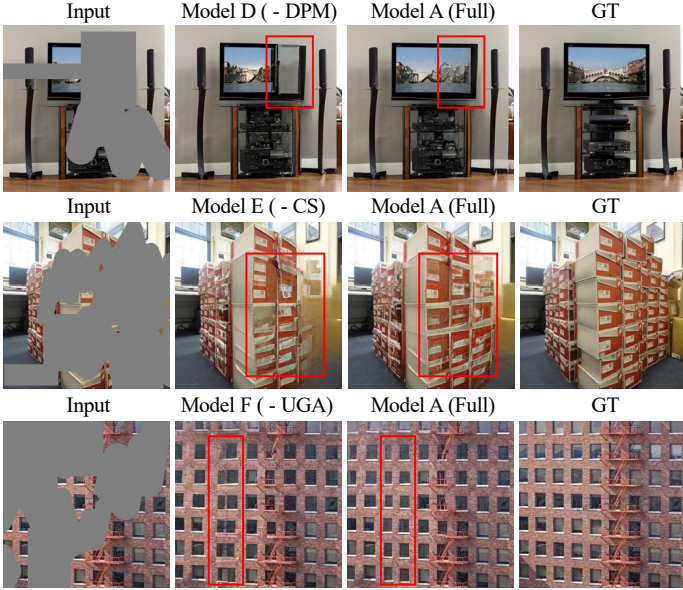 Input Model D ( - DPM) Model A (Full) GT
Input Model E ( - CS) Model A (Full) GT
Input Model F ( - UGA) Model A (Full) GT